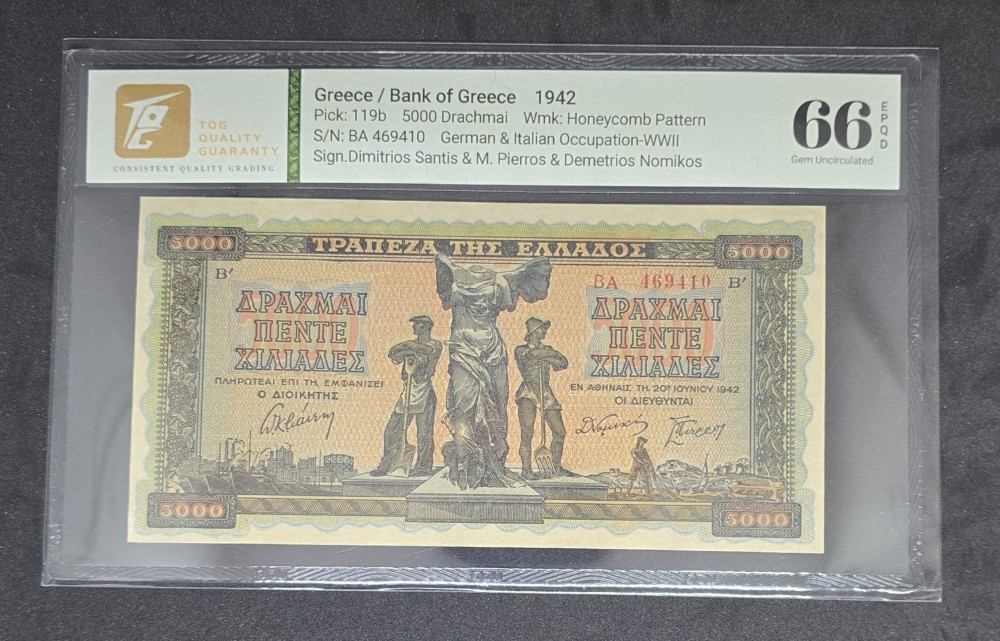 TQG
QUALITY
GUARANTY
CONSISTENT QUALITY GRADING
Greece / Bank of Greece 1942
Pick: 119b 5000 Drachmai Wmk: Honeycomb Pattern
S/N: BA 469410 German & Italian Occupation-WWII
Sign.Dimitrios Santis & M. Pierros & Demetrios Nomikos
66
EPQD
Gem Uncirculated
5000 ΤΡΑΠΕΖΑ ΤΗΣ ΕΛΛΑΔΟΣ 5000
Β′ ΒΑ 469410 Β′
ΔΡΑΧΜΑΙ ΔΡΑΧΜΑΙ
ΠΕΝΤΕ ΠΕΝΤΕ
ΧΙΛΙΑΔΕΣ ΧΙΛΙΑΔΕΣ
ΠΛΗΡΩΤΕΑΙ ΕΠΙ ΤΗ, ΕΜΦΑΝΙΣΕΙ ΕΝ ΑΘΗΝΑΙΣ ΤΗ, 20ῃ ΙΟΥΝΙΟΥ 1942
Ο ΔΙΟΙΚΗΤΗΣ ΟΙ ΔΙΕΥΘΥΝΤΑΙ
5000 5000